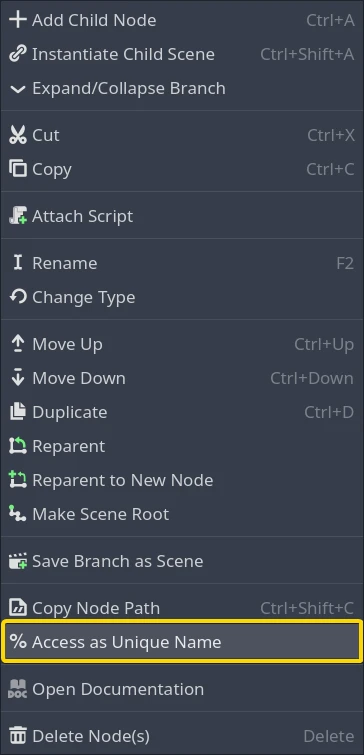 Add Child Node Ctrl+A
Instantiate Child Scene Ctrl+Shift+A
Expand/Collapse Branch
Cut Ctrl+X
Copy Ctrl+C
Attach Script
Rename F2
Change Type
Move Up Ctrl+Up
Move Down Ctrl+Down
Duplicate Ctrl+D
Reparent
Reparent to New Node
Make Scene Root
Save Branch as Scene
Copy Node Path Ctrl+Shift+C
% Access as Unique Name
DOC Open Documentation
Delete Node(s) Delete